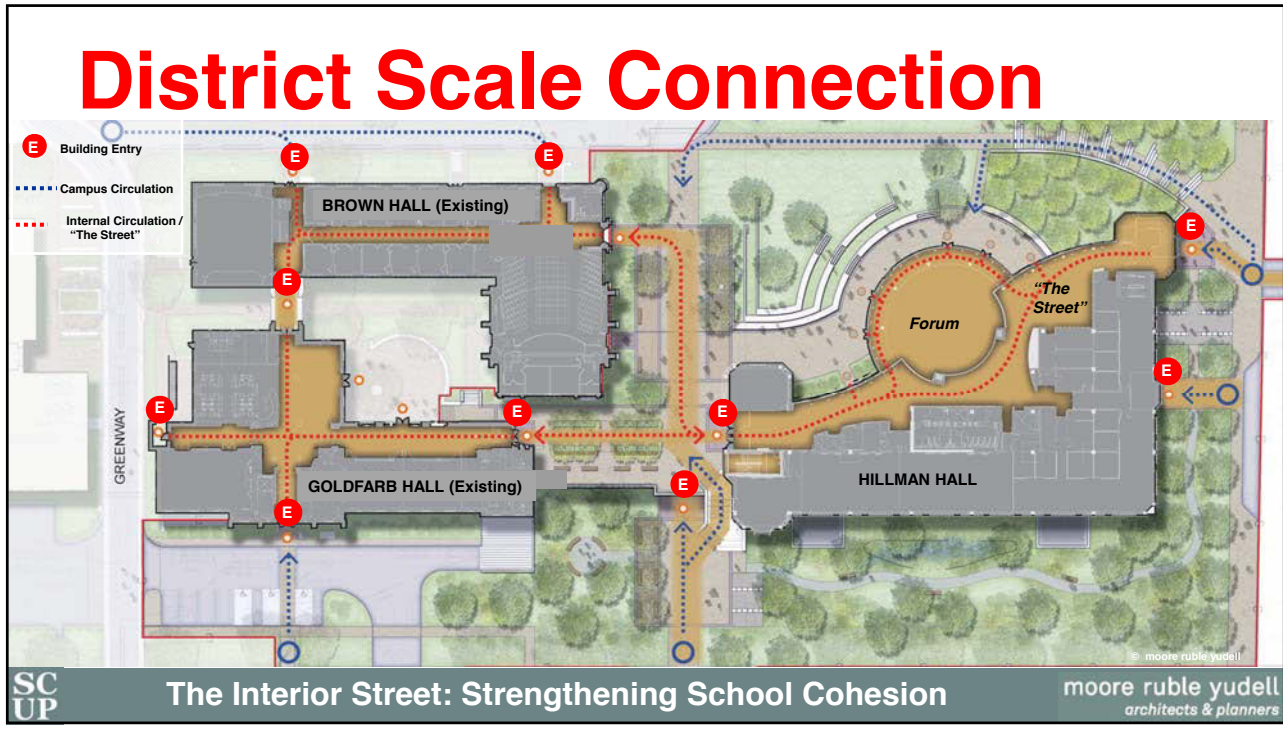 District Scale Connection
E Building Entry
Campus Circulation
Internal Circulation /
“The Street”
E
E
BROWN HALL (Existing)
E
E
“The
Street”
Forum
E
E
E
E
GREENWAY
E
GOLDFARB HALL (Existing)
HILLMAN HALL
E
© moore ruble yudell
SC
UP
The Interior Street: Strengthening School Cohesion
moore ruble yudell
architects & planners